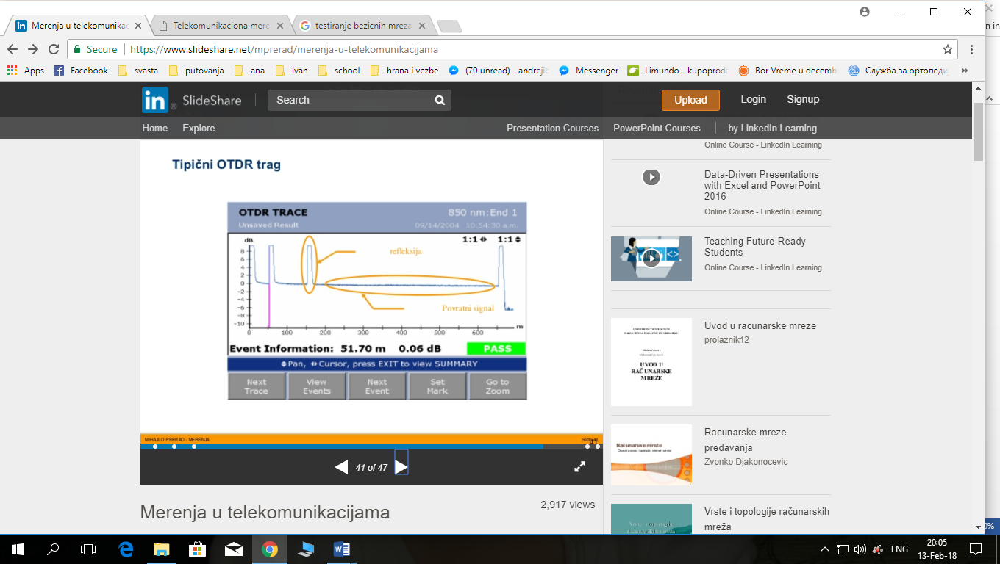 Merenja u telekomunikac
Telekomunikaciona mere
testiranje bezicnih mreza
Secure
https://www.slideshare.net/mprerad/merenja-u-telekomunikacijama
Apps
Facebook
svasta
putovanja
ana
ivan
school
hrana i vezbe
(70 unread) - andrejic
Messenger
Limundo - kupoproda
Bor Vreme u decemb
Служба за ортопеди
»
n in
in SlideShare
Search
Upload
Login
Signup
Home
Explore
Presentation Courses
PowerPoint Courses
by LinkedIn Learning
Tipični OTDR trag
OTDR TRACE
850 nm:End 1
Unsaved Result
09/14/2004 10:54:30 a.m.
dB
1:1
1:1
8
6
4
2
0
-2
-4
-6
-8
-10
refleksija
Povratni signal
0
100
200
300
400
500
600
m
Event Information: 51.70 m 0.06 dB
PASS
Pan, Cursor, press EXIT to view SUMMARY
Next
Trace
View
Events
Next
Event
Set
Mark
Go to
Zoom
MIHAJLO PRERAD - MERENJA
41 of 47
Merenja u telekomunikacijama
2,917 views
Online Course - LinkedIn Learning
Data-Driven Presentations
with Excel and PowerPoint
2016
Online Course - LinkedIn Learning
Teaching Future-Ready
Students
Online Course - LinkedIn Learning
UVOD U
RAČUNARSKE
MREŽE
Uvod u racunarske mreze
prolaznik12
Računarske mreže
Racunarske mreze
predavanja
Zvonko Djakonocevic
Vrste i topologije računarskih
mreža
0%
ENG
20:05
13-Feb-18